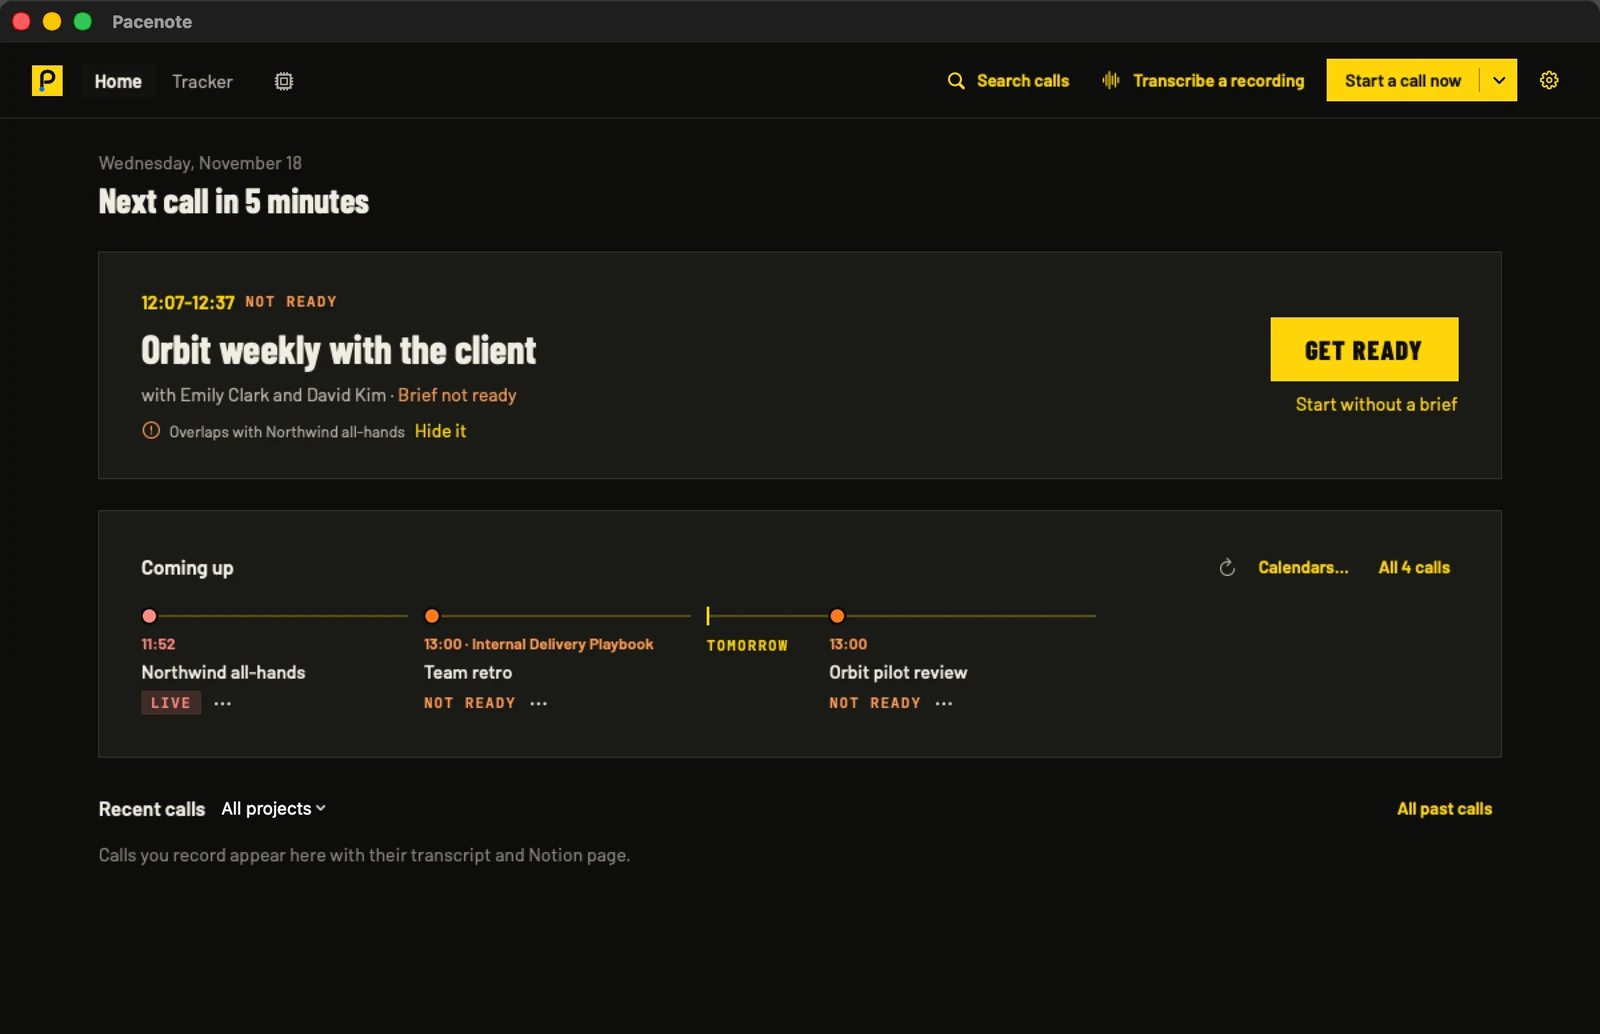 Pacenote
Home
Tracker
Search calls
Transcribe a recording
Start a call now
Wednesday, November 18
Next call in 5 minutes
12:07-12:37 NOT READY
Orbit weekly with the client
with Emily Clark and David Kim · Brief not ready
Overlaps with Northwind all-hands Hide it
GET READY
Start without a brief
Coming up
Calendars...
All 4 calls
11:52
Northwind all-hands
LIVE ...
13:00 · Internal Delivery Playbook
Team retro
NOT READY ...
TOMORROW
13:00
Orbit pilot review
NOT READY ...
Recent calls
All projects
All past calls
Calls you record appear here with their transcript and Notion page.